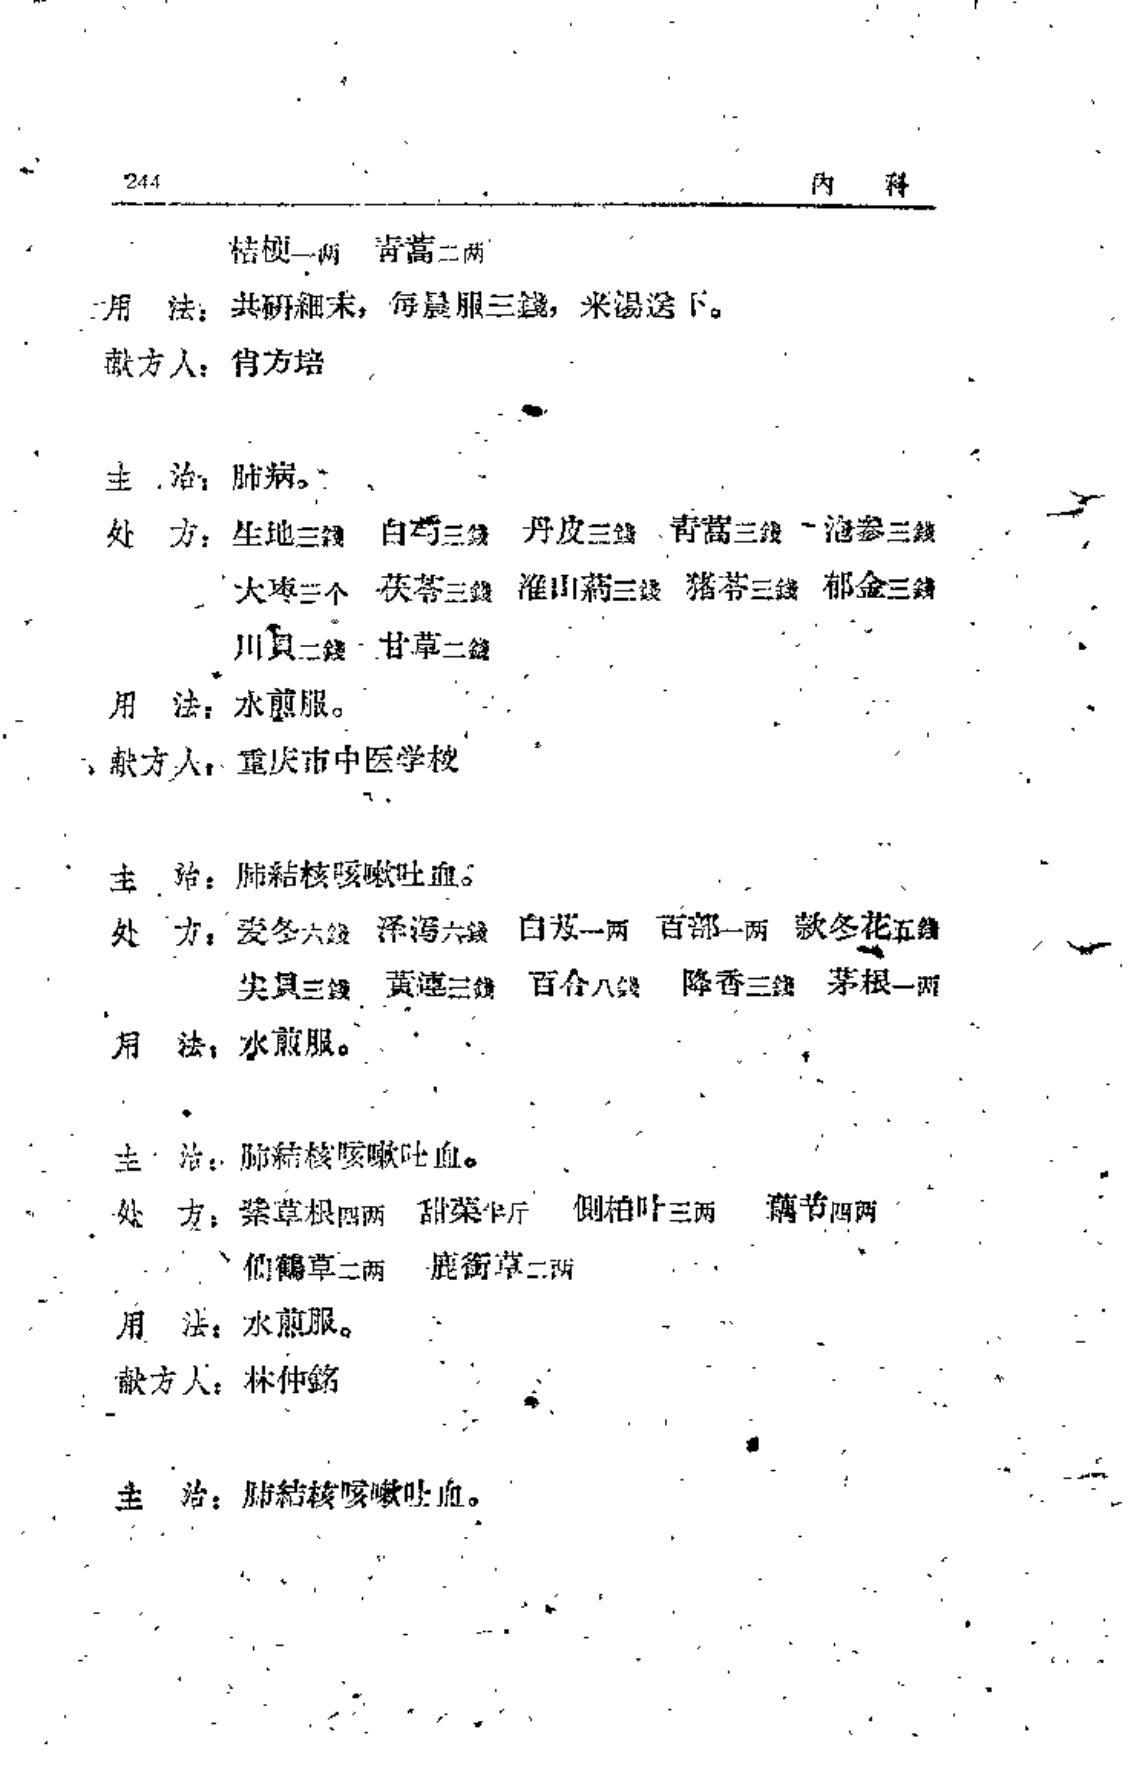 244 内 科
桔梗一两 青蒿二两
用 法：共研細末，每晨服三錢，米湯送下。
献方人：肖方培
主 治：肺病。
处 方：生地三錢 白芍三錢 丹皮三錢 青蒿三錢 泡参三錢
大枣三个 茯苓三錢 淮山葯三錢 猪苓三錢 郁金三錢
川貝二錢 甘草二錢
用 法：水煎服。
献方人：重庆市中医学校
主 治：肺結核咳嗽吐血。
处 方：麦冬六錢 泽泻六錢 白芨一两 百部一两 款冬花五錢
尖貝三錢 黃連三錢 百合八錢 降香三錢 茅根一两
用 法：水煎服。
主 治：肺結核咳嗽吐血。
处 方：紫草根四两 甜菜半斤 側柏叶三两 藕节四两
仙鶴草二两 鹿衔草二两
用 法：水煎服。
献方人：林仲銘
主 治：肺結核咳嗽吐血。